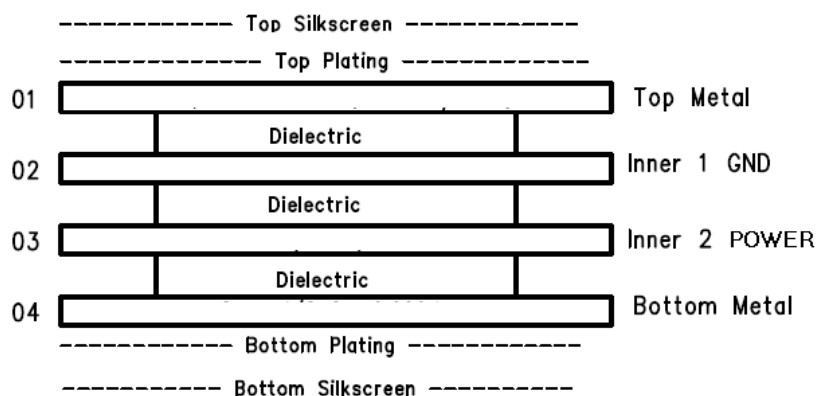 Top Silkscreen
Top Plating
01 Top Metal
Dielectric
02 Inner 1 GND
Dielectric
03 Inner 2 POWER
Dielectric
04 Bottom Metal
Bottom Plating
Bottom Silkscreen